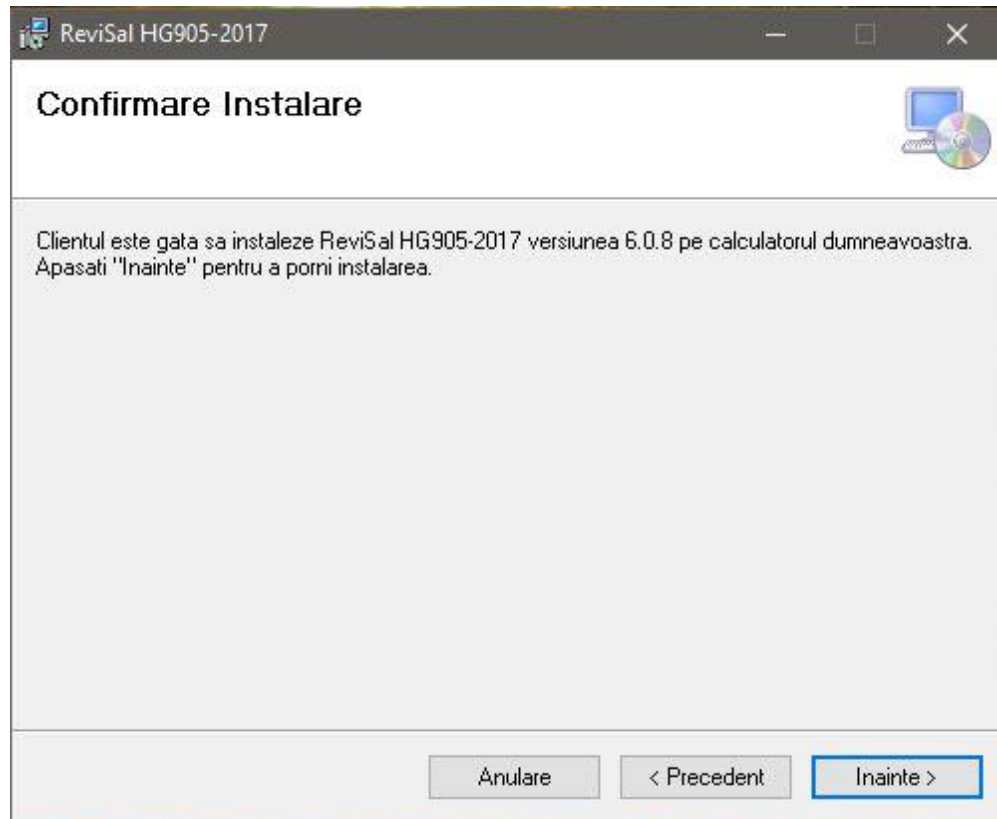 ReviSal HG905-2017
Confirmare Instalare
Clientul este gata sa instaleze ReviSal HG905-2017 versiunea 6.0.8 pe calculatorul dumneavoastra.
Apasati "Inainte" pentru a porni instalarea.
Anulare
< Precedent
Inainte >